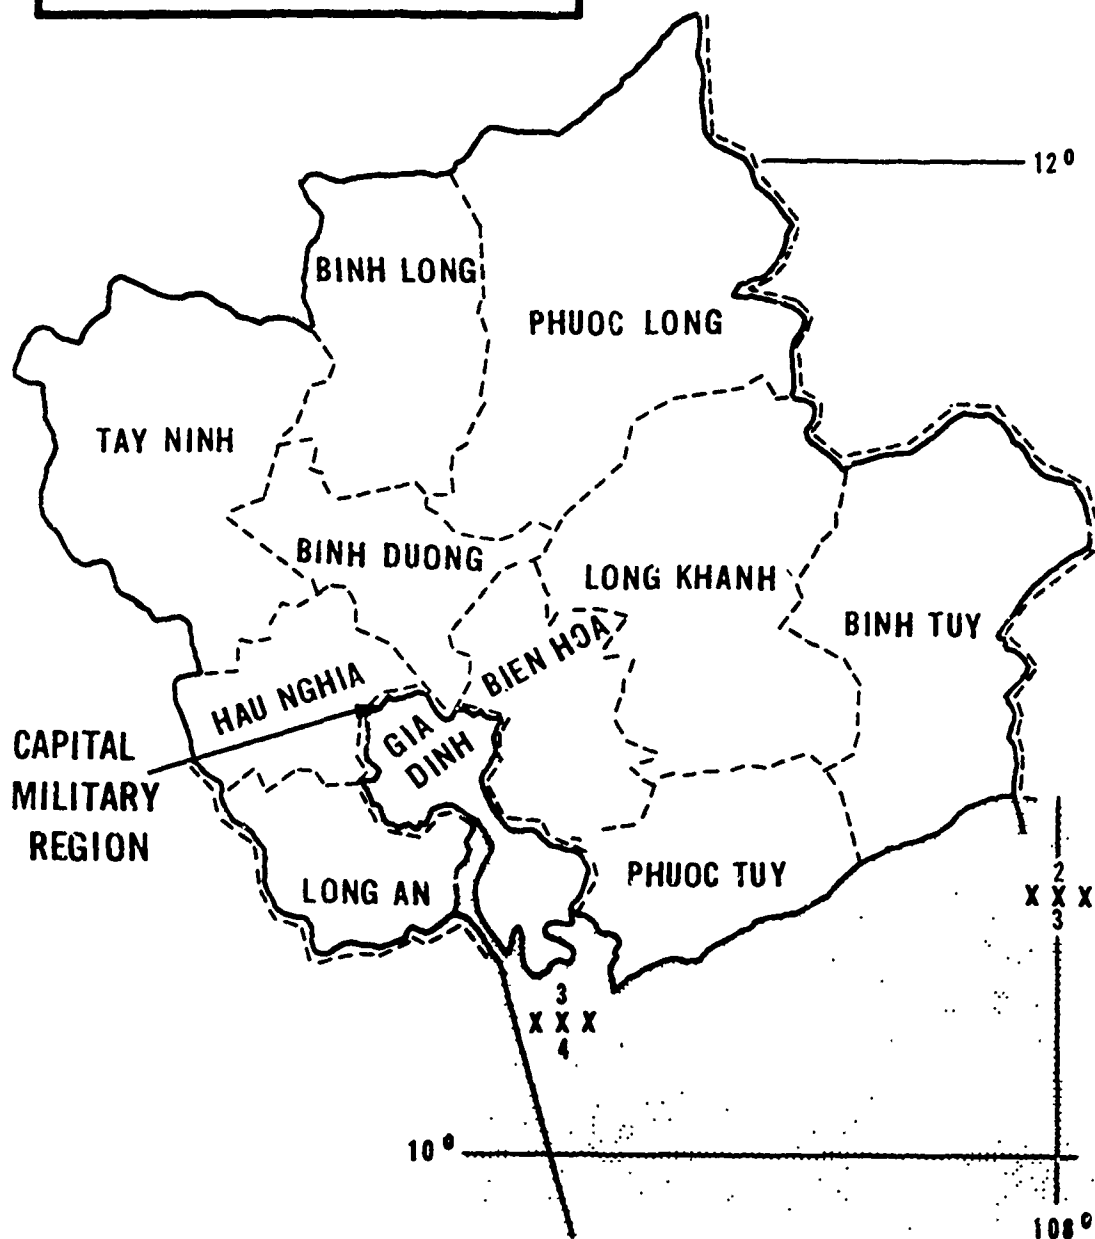 12°
BINH LONG
PHUOC LONG
TAY NINH
BINH DUONG
LONG KHANH
BINH TUY
BIEN HOA
HAU NGHIA
GIA
DINH
CAPITAL
MILITARY
REGION
LONG AN
PHUOC TUY
2
X X X
3
3
X X X
4
10°
108°